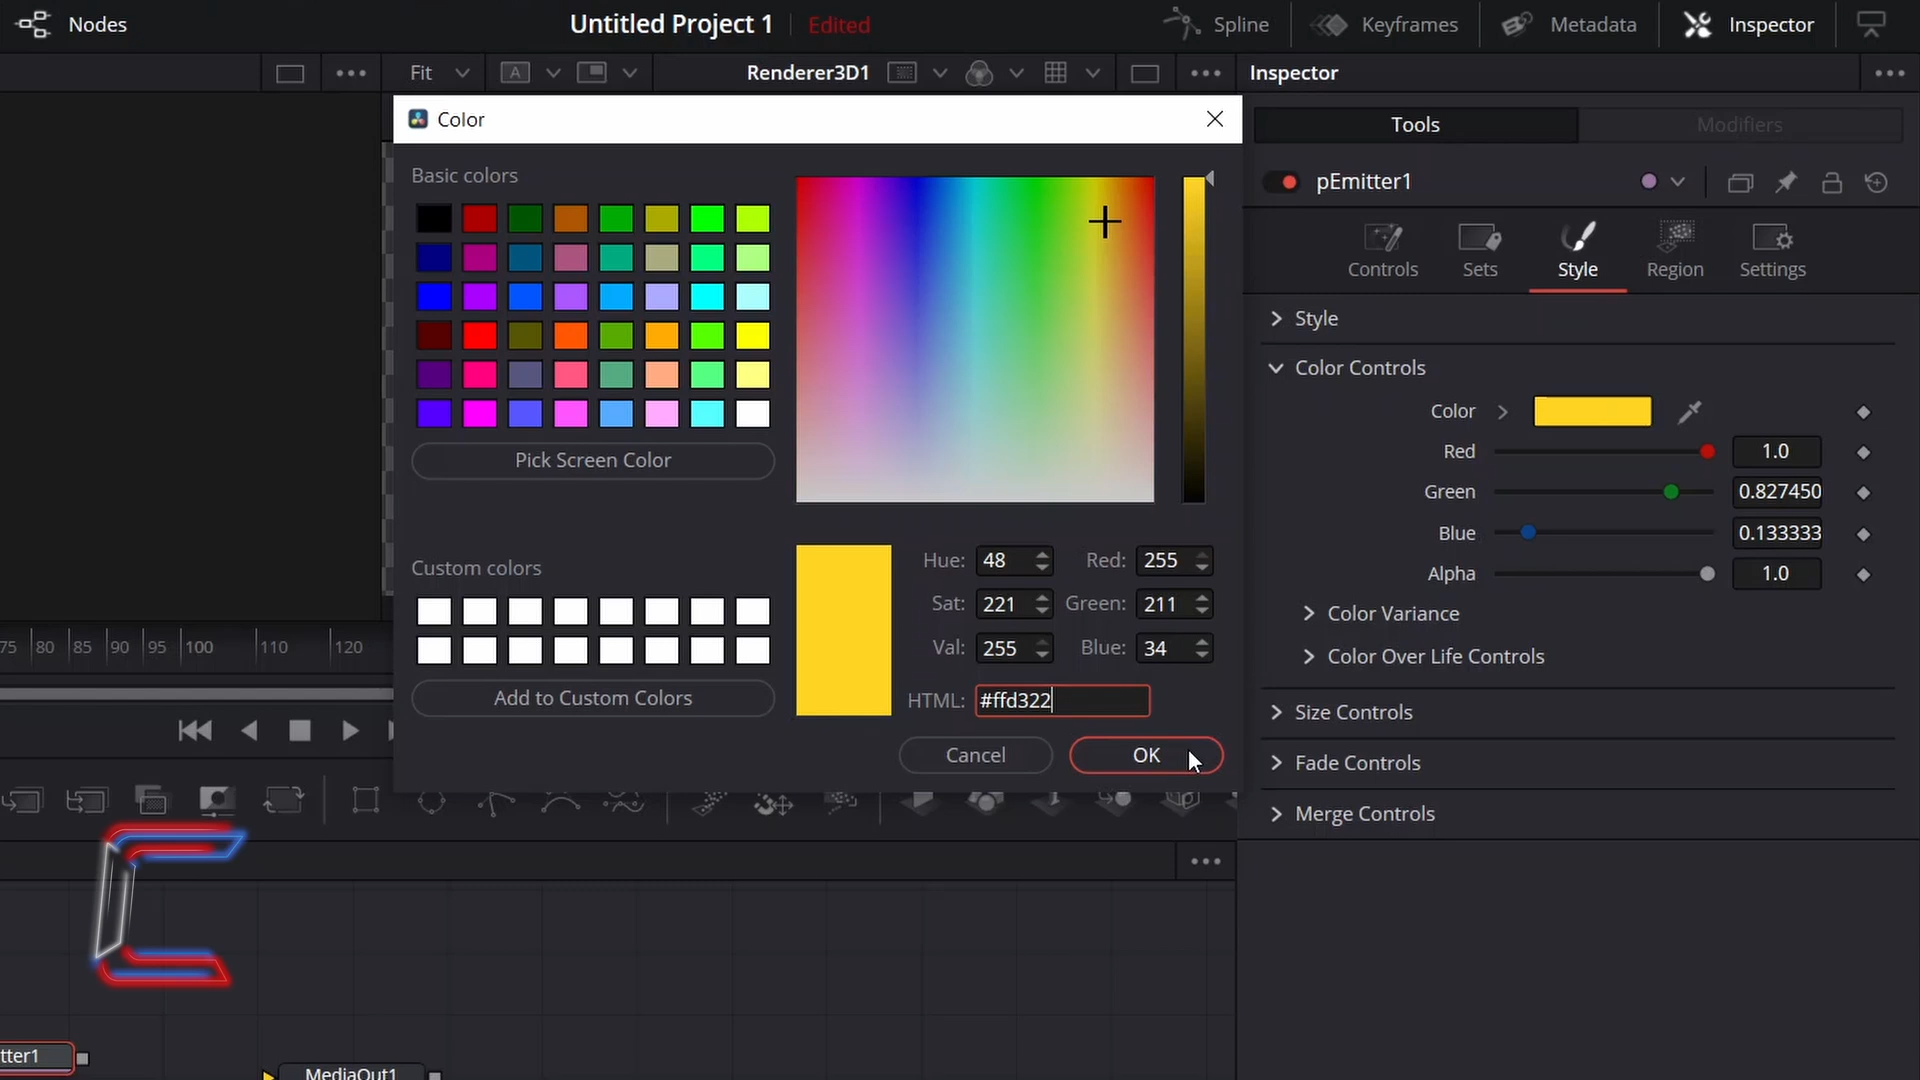 Nodes
Untitled Project 1
Edited
Spline
Keyframes
Metadata
Inspector
Fit
A
Renderer3D1
Inspector
Color
Tools
Modifiers
pEmitter1
Controls
Sets
Style
Region
Settings
Basic colors
Style
Color Controls
Color
Red
1.0
Green
0.827450
Blue
0.133333
Alpha
1.0
Color Variance
Color Over Life Controls
Size Controls
Fade Controls
Merge Controls
Pick Screen Color
Custom colors
Add to Custom Colors
Hue: 48
Red: 255
Sat: 221
Green: 211
Val: 255
Blue: 34
HTML: #ffd322
Cancel
OK
75 80 85 90 95 100 110 120
tter1
MediaOut1